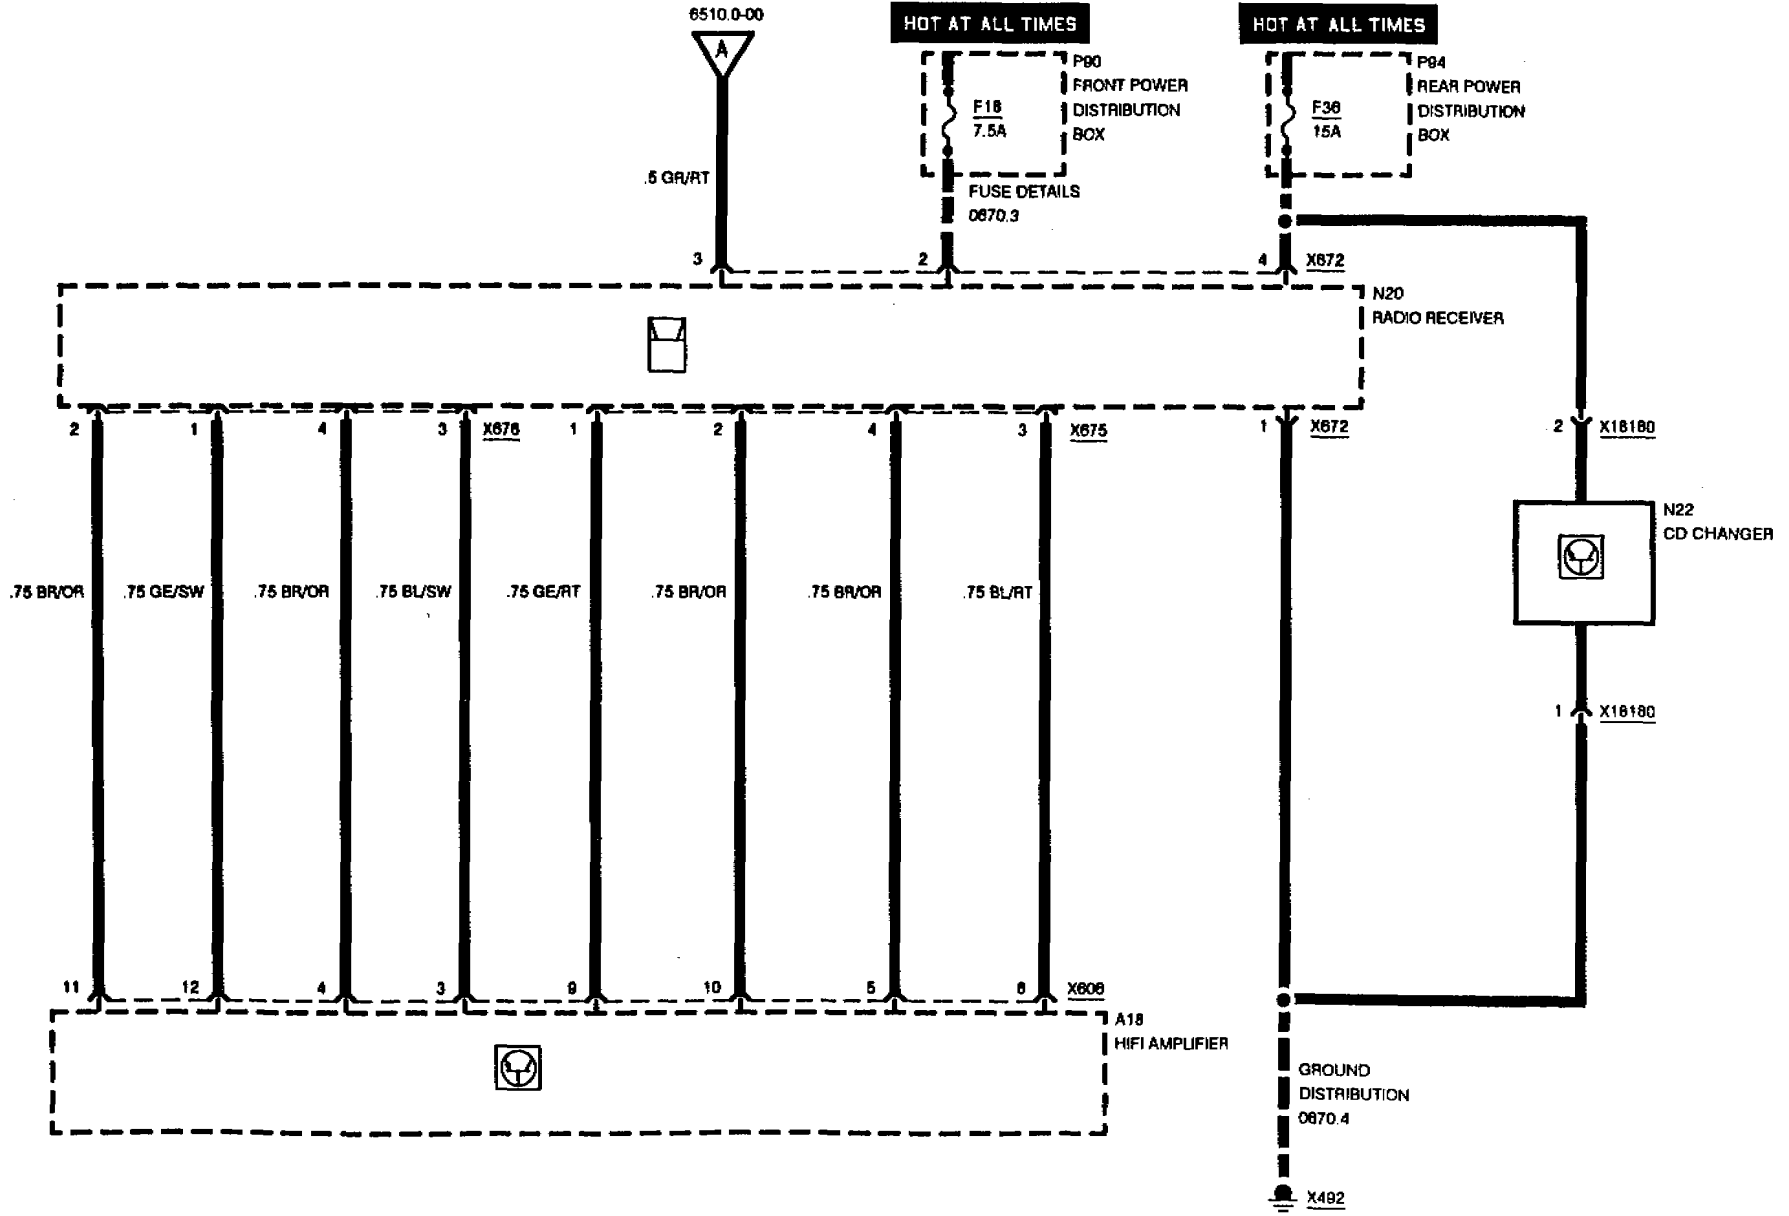 6510.0-00
A
HOT AT ALL TIMES
HOT AT ALL TIMES
P90
FRONT POWER
DISTRIBUTION
BOX
F18
7.5A
P94
REAR POWER
DISTRIBUTION
BOX
F36
15A
.5 GR/RT
FUSE DETAILS
0670.3
3
2
4
X672
N20
RADIO RECEIVER
2
1
4
3
X676
1
2
4
3
X675
1
X672
2
X18180
N22
CD CHANGER
.75 BR/OR
.75 GE/SW
.75 BR/OR
.75 BL/SW
.75 GE/RT
.75 BR/OR
.75 BR/OR
.75 BL/RT
1
X18180
11
12
4
3
9
10
5
6
X606
A18
HIFI AMPLIFIER
GROUND
DISTRIBUTION
0670.4
X492